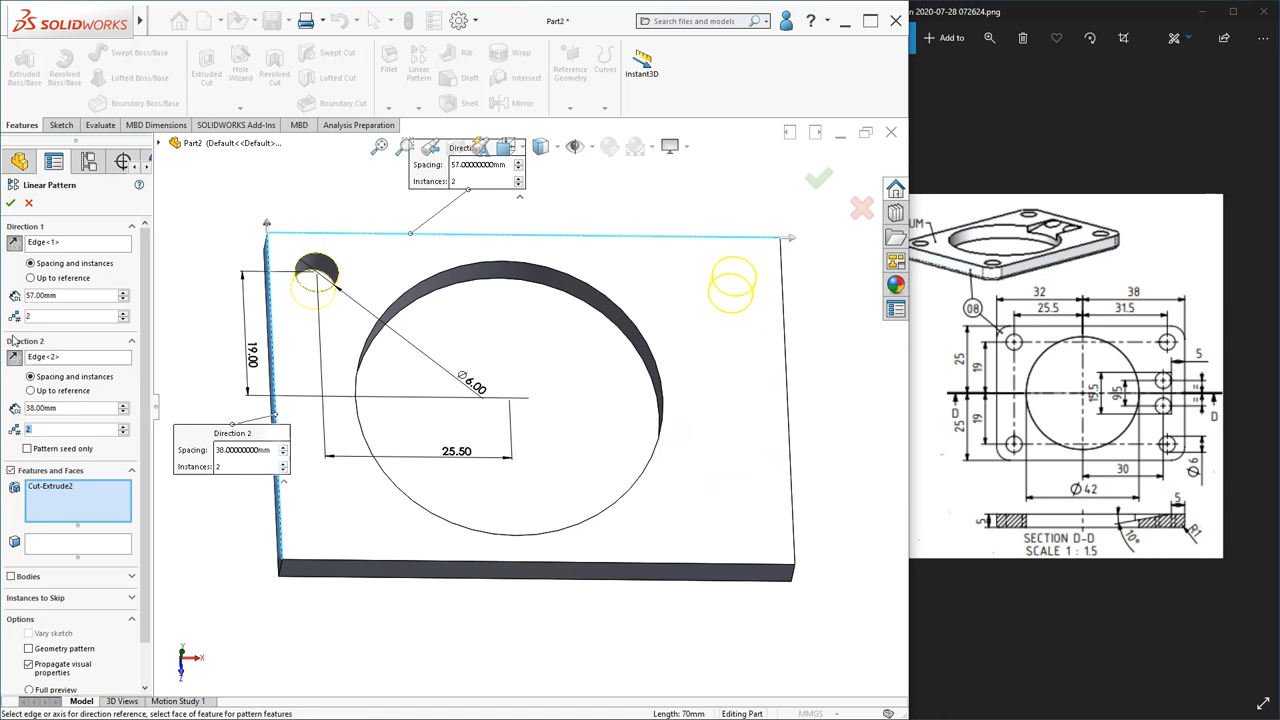 SOLIDWORKS
Part2 *
Search files and models
n 2020-07-28 072624.png
Add to
Extruded Boss/Base
Revolved Boss/Base
Swept Boss/Base
Lofted Boss/Base
Boundary Boss/Base
Extruded Cut
Hole Wizard
Revolved Cut
Swept Cut
Lofted Cut
Boundary Cut
Fillet
Linear Pattern
Rib
Draft
Shell
Wrap
Intersect
Mirror
Reference Geometry
Curves
Instant3D
Features
Sketch
Evaluate
MBD Dimensions
SOLIDWORKS Add-Ins
MBD
Analysis Preparation
Part2 (Default<<Default>...
Linear Pattern
Direction 1
Edge<1>
Spacing and instances
Up to reference
57.00mm
2
Direction 2
Edge<2>
Spacing and instances
Up to reference
38.00mm
2
Pattern seed only
Features and Faces
Cut-Extrude2
Bodies
Instances to Skip
Options
Vary sketch
Geometry pattern
Propagate visual
properties
Full preview
Spacing: 57.00000000mm
Instances: 2
Direction 2
Spacing: 38.00000000mm
Instances: 2
19.00
Ø6.00
25.50
Y
X
Z
UM
32
38
08
25.5
31.5
5
25
19
15.5
9.5
=
=
D
D
25
19
30
Ø 6
Ø 42
5
5
10°
R1
SECTION D-D
SCALE 1 : 1.5
Model
3D Views
Motion Study 1
Select edge or axis for direction reference, select face of feature for pattern features
Length: 70mm
Editing Part
MMGS